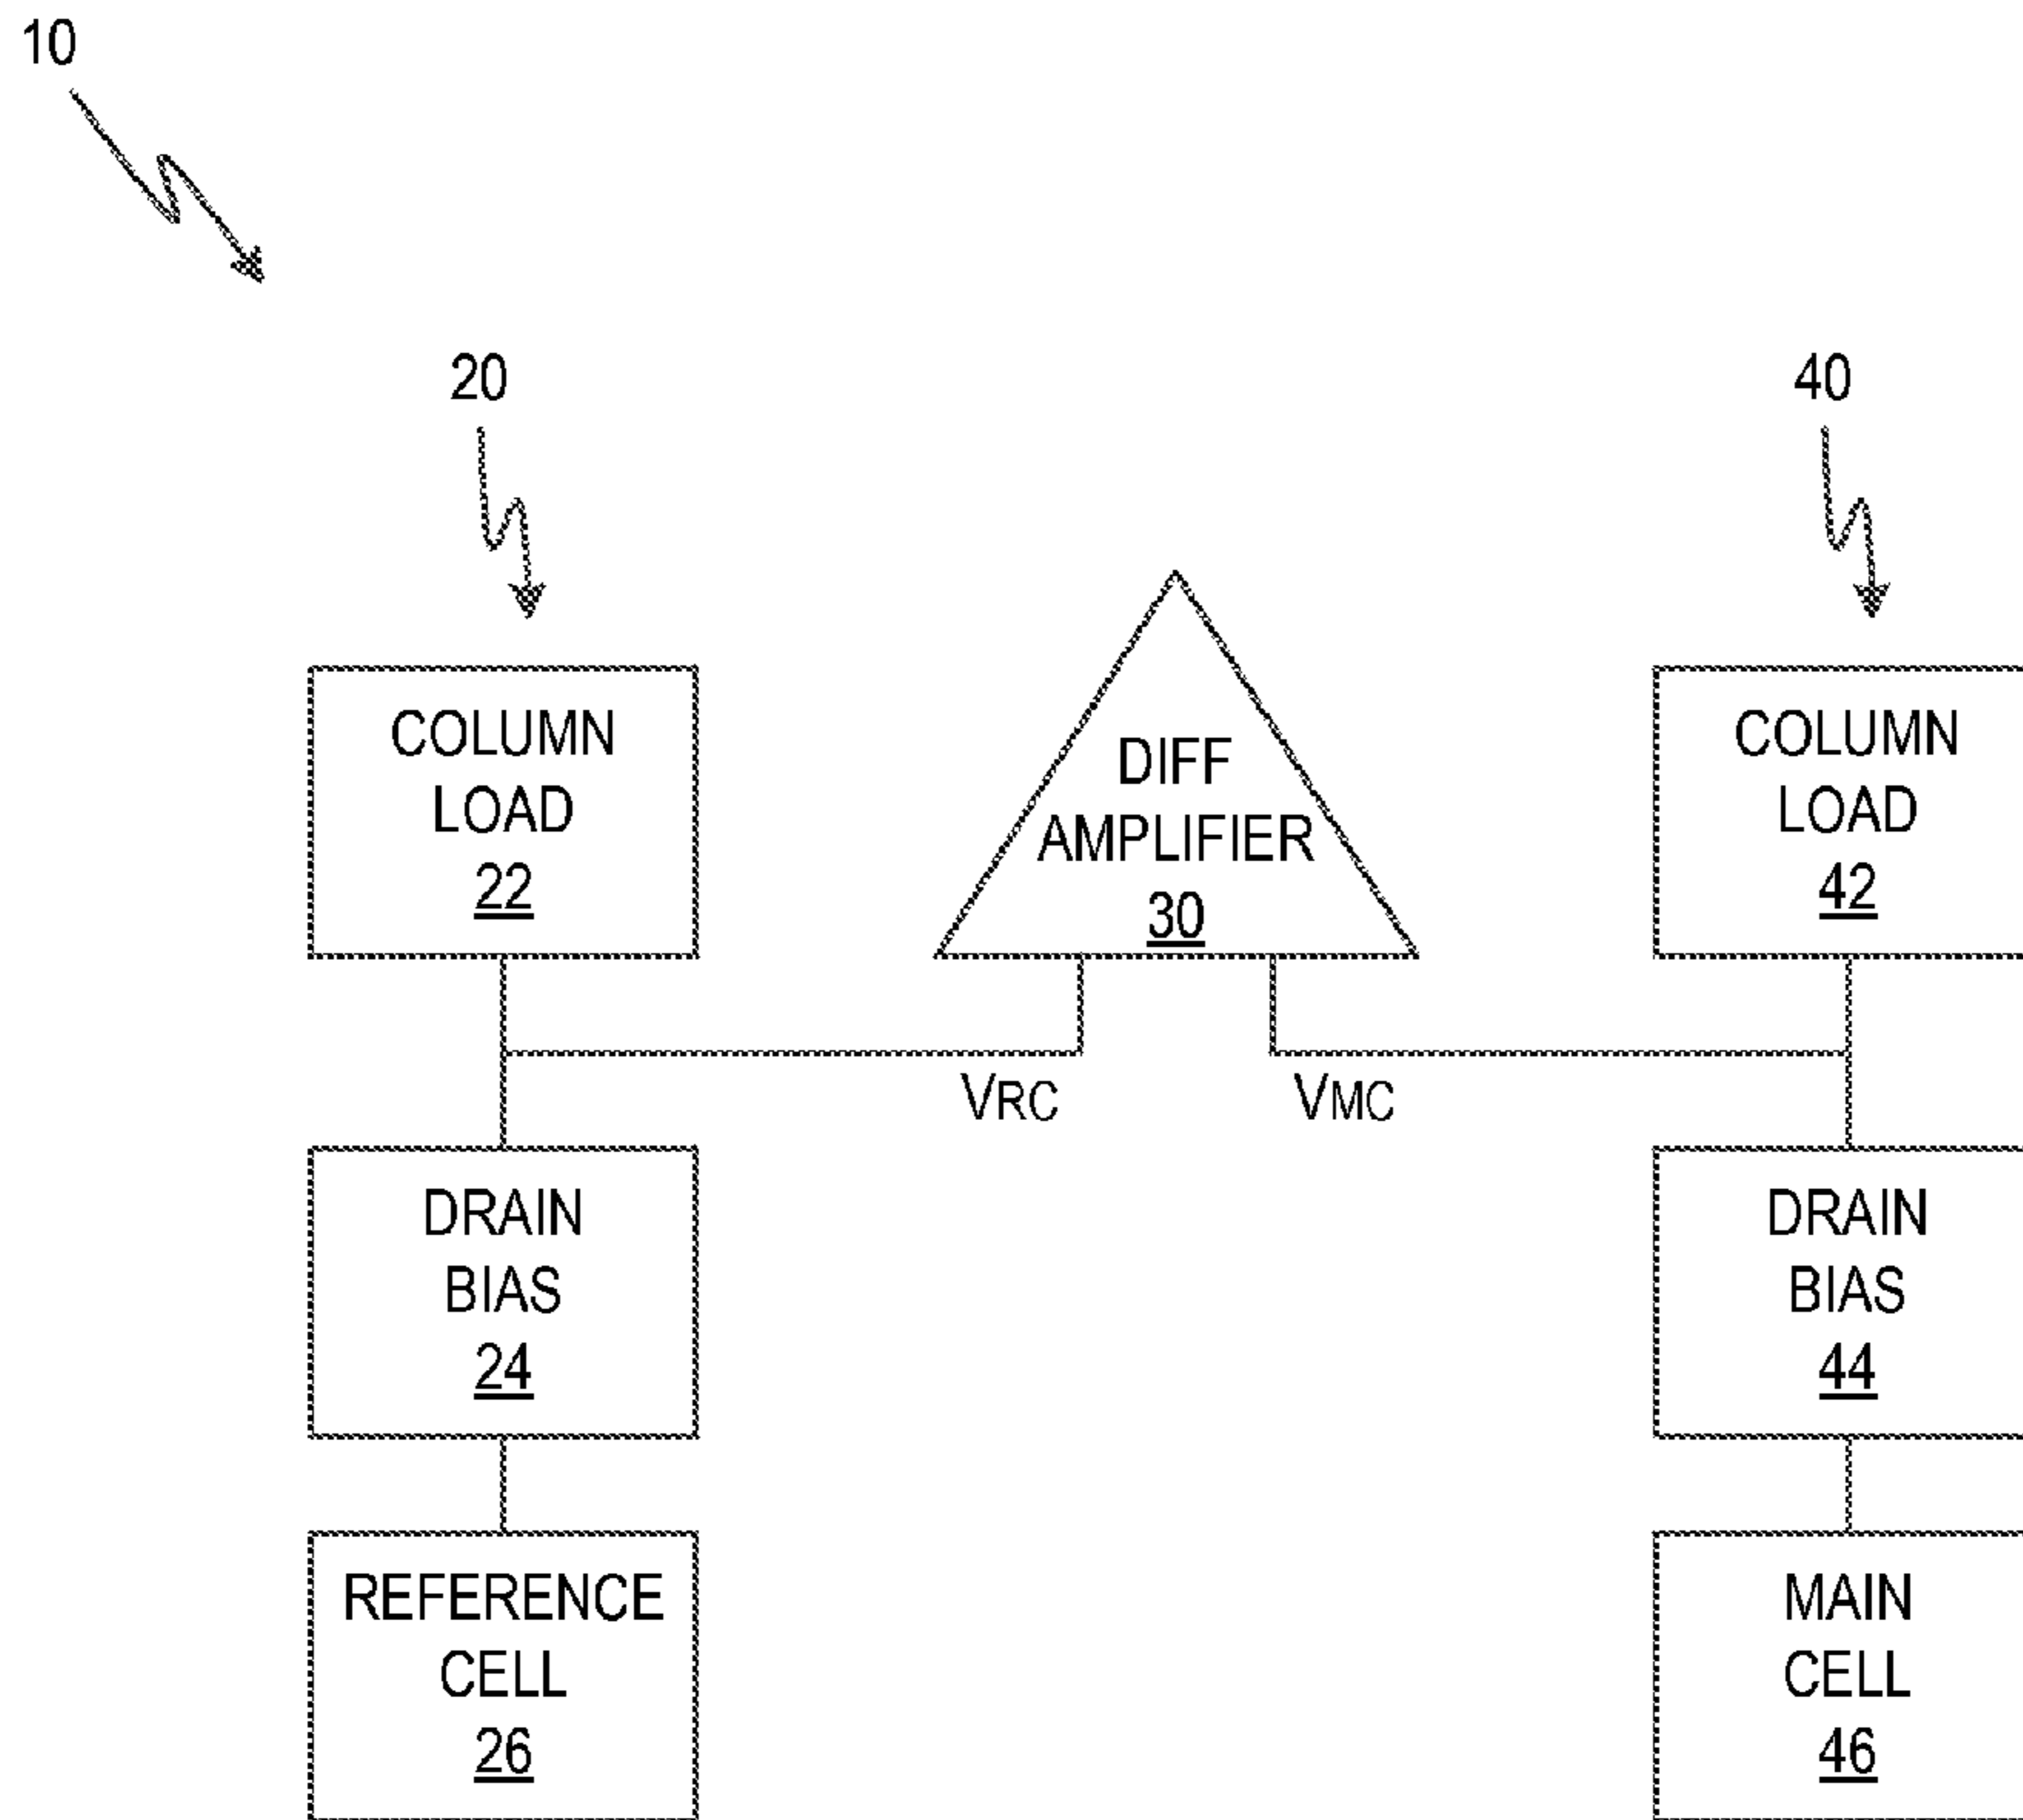 10
20
40
COLUMN
LOAD
22
DIFF
AMPLIFIER
30
COLUMN
LOAD
42
VRC
VMC
DRAIN
BIAS
24
DRAIN
BIAS
44
REFERENCE
CELL
26
MAIN
CELL
46